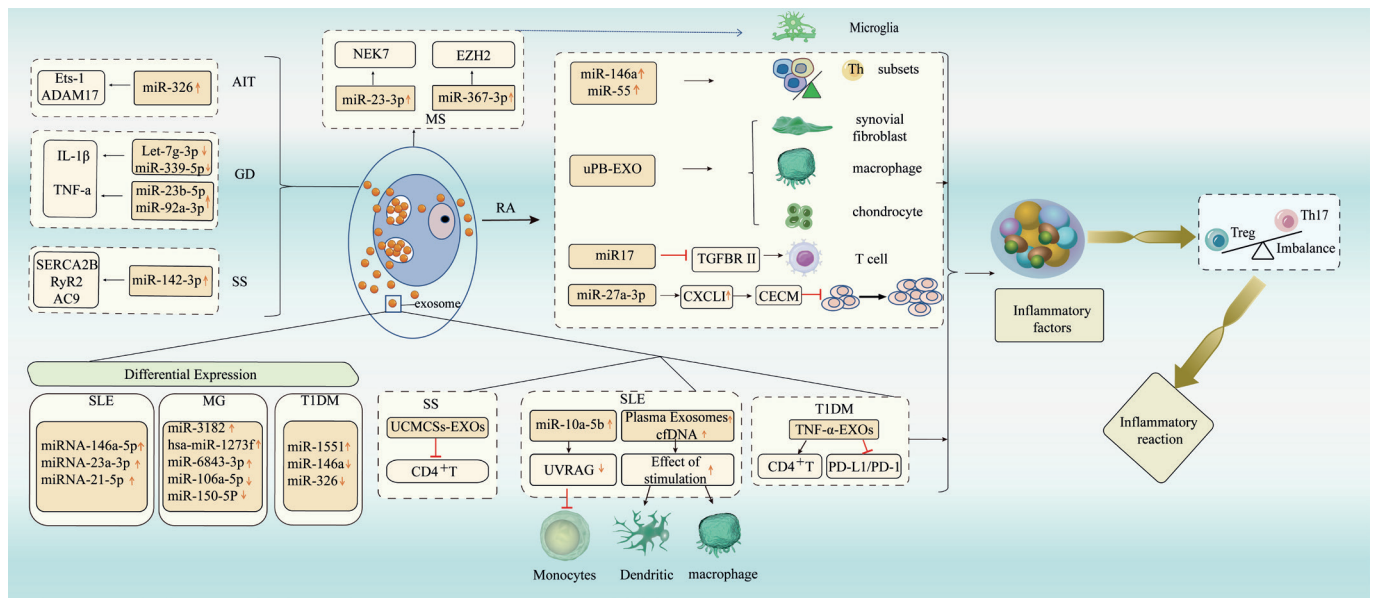 Ets-1
ADAM17
miR-326↑
AIT
IL-1β
TNF-a
Let-7g-3p↓
miR-339-5p↓
miR-23b-5p
miR-92a-3p↑
GD
SERCA2B
RyR2
AC9
miR-142-3p↑
SS
NEK7
EZH2
miR-23-3p↑
miR-367-3p↑
MS
Microglia
exosome
RA
miR-146a↑
miR-55↑
Th subsets
uPB-EXO
synovial
fibroblast
macrophage
chondrocyte
miR17
TGFBR II
T cell
miR-27a-3p
CXCLI↑
CECM
Inflammatory
factors
Treg
Th17
Imbalance
Inflammatory
reaction
Differential Expression
SLE
miRNA-146a-5p↑
miRNA-23a-3p↑
miRNA-21-5p↑
MG
miR-3182↑
hsa-miR-1273f↑
miR-6843-3p↑
miR-106a-5p↓
miR-150-5P↓
T1DM
miR-1551↑
miR-146a↓
miR-326↓
SS
UCMCSs-EXOs
CD4+T
SLE
miR-10a-5b↑
UVRAG↓
Plasma Exosomes↑
cfDNA↑
Effect of
stimulation↑
Monocytes
Dendritic
macrophage
T1DM
TNF-α-EXOs
CD4+T
PD-L1/PD-1